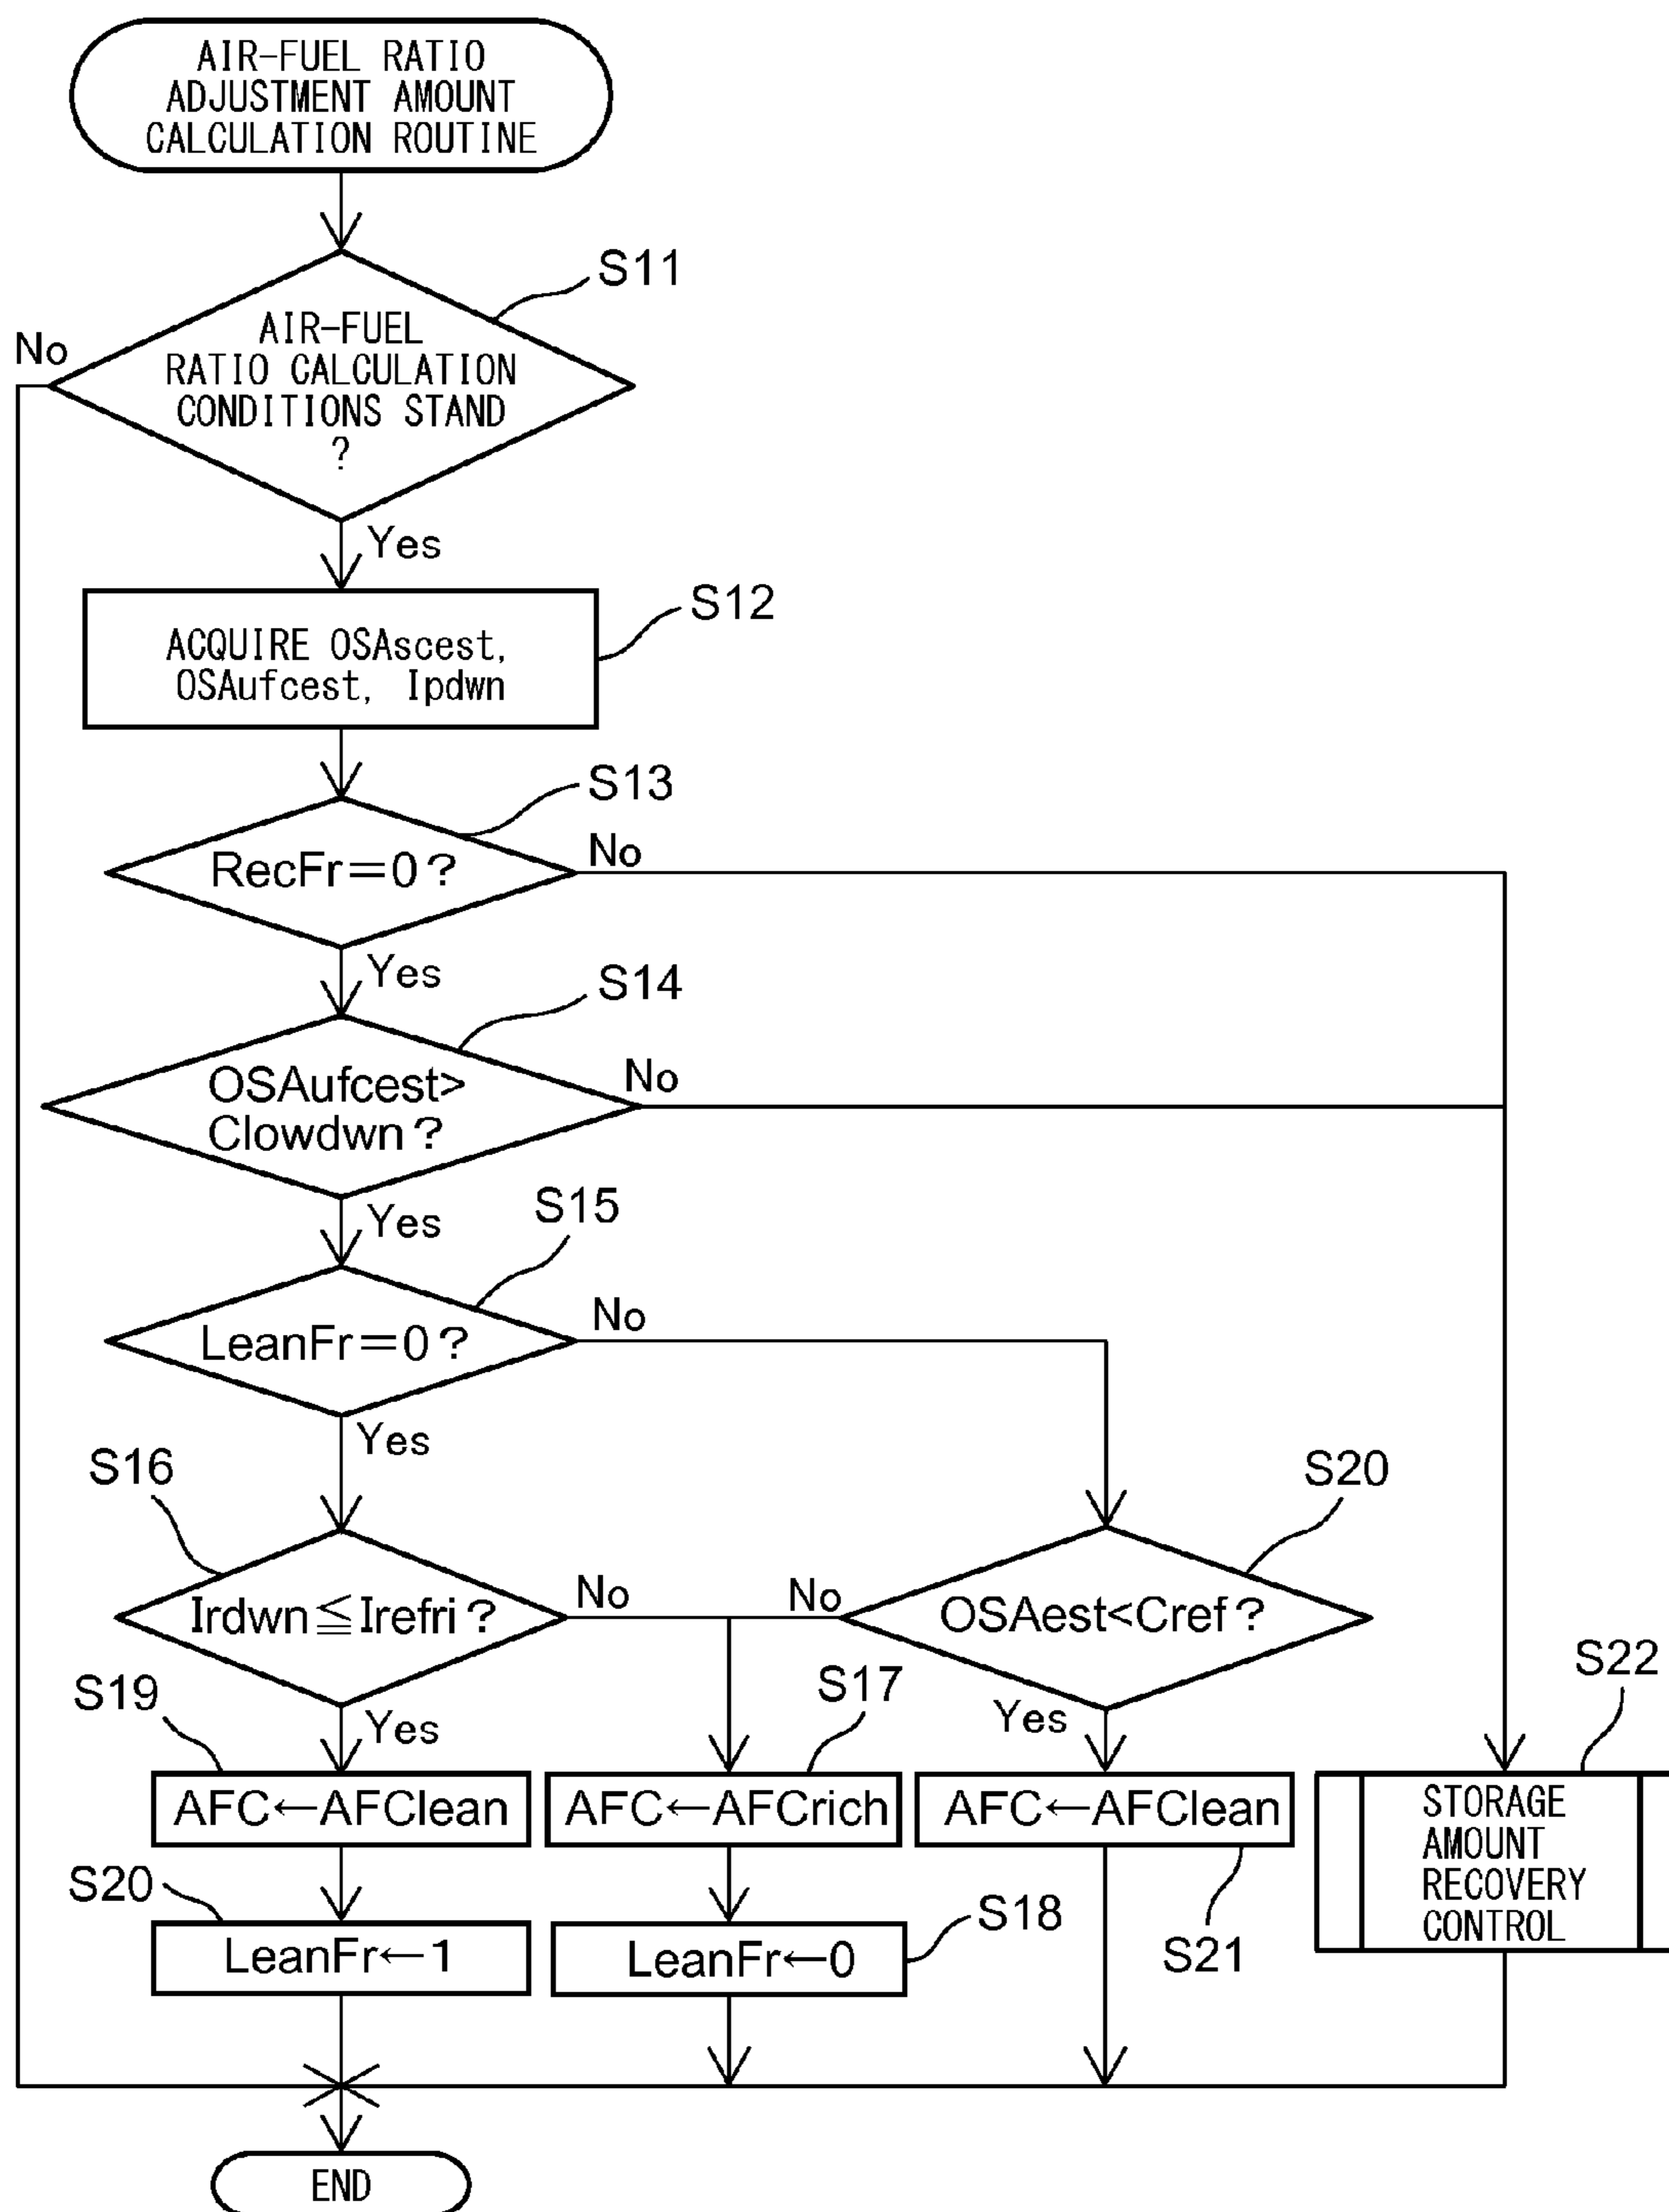 AIR-FUEL RATIO
ADJUSTMENT AMOUNT
CALCULATION ROUTINE
S11
No
AIR-FUEL
RATIO CALCULATION
CONDITIONS STAND
?
Yes
S12
ACQUIRE OSAscest,
OSAufcest, Ipdwn
S13
RecFr=0?
No
Yes
S14
OSAufcest>
Clowdwn?
No
Yes
S15
LeanFr=0?
No
Yes
S16
S20
Irdwn≦Irefri?
No
No
OSAest<Cref?
S19
Yes
S17
Yes
S22
AFC←AFClean
AFC←AFCrich
AFC←AFClean
STORAGE
AMOUNT
RECOVERY
CONTROL
S20
LeanFr←1
LeanFr←0
S18
S21
END